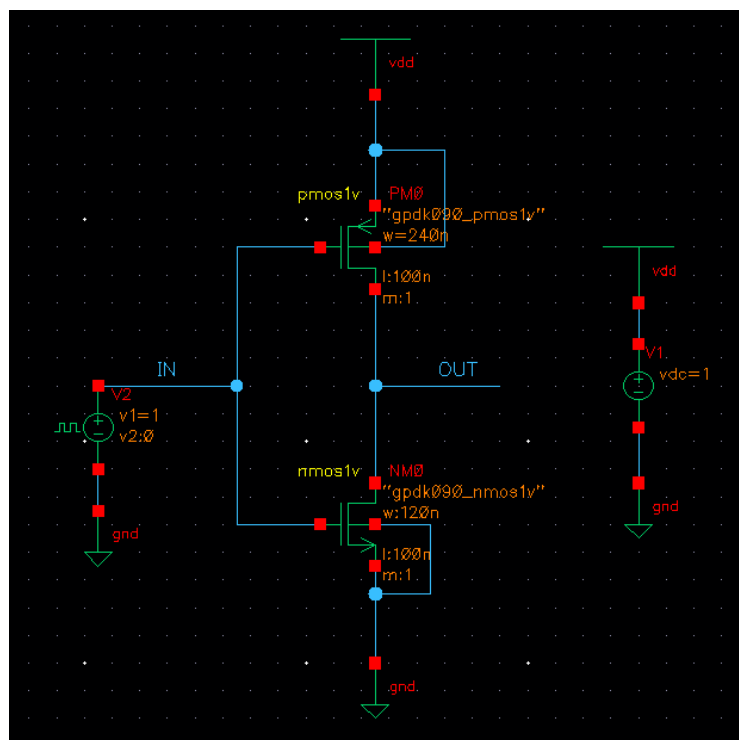 vdd
pmos1v PM0
"gpdk090_pmos1v"
w=240n
l:100n
m:1
vdd
IN
OUT
V1
vdc=1
V2
v1=1
v2:0
nmos1v NM0
"gpdk090_nmos1v"
w:120n
l:100n
m:1
gnd
gnd
gnd